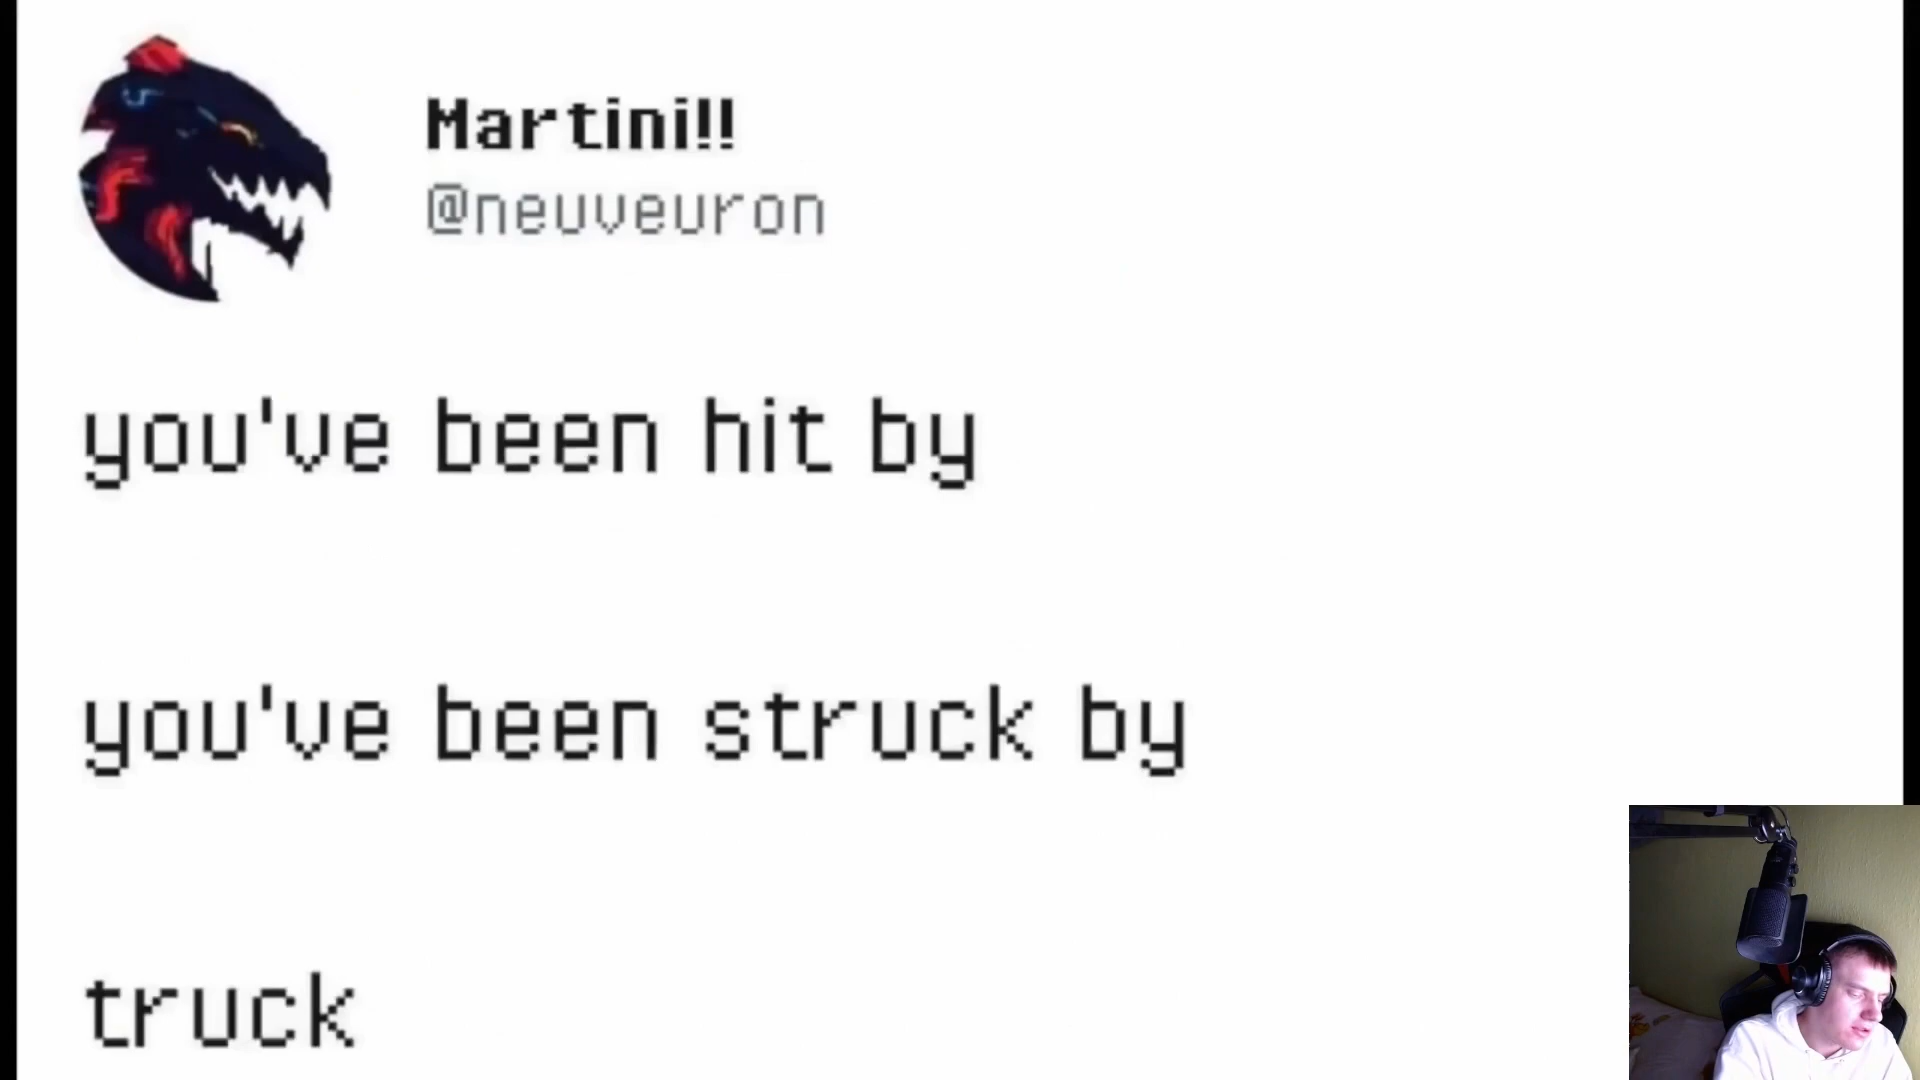 Martini!!
@neuveuron
you've been hit by
you've been struck by
truck